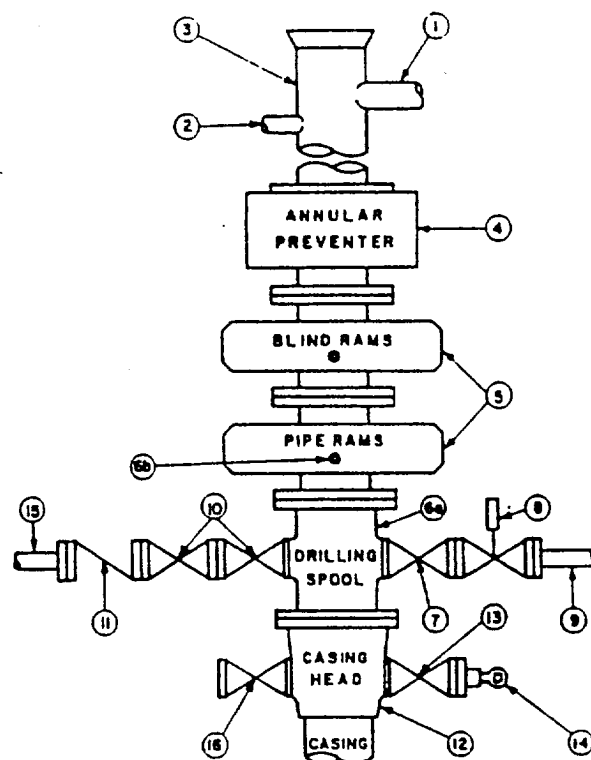 3 1
2
ANNULAR
PREVENTER
4
BLIND RAMS
5
PIPE RAMS
6b
6a 8
15 10
DRILLING
SPOOL
11 7 9
13
CASING
HEAD
16 12 14
CASING